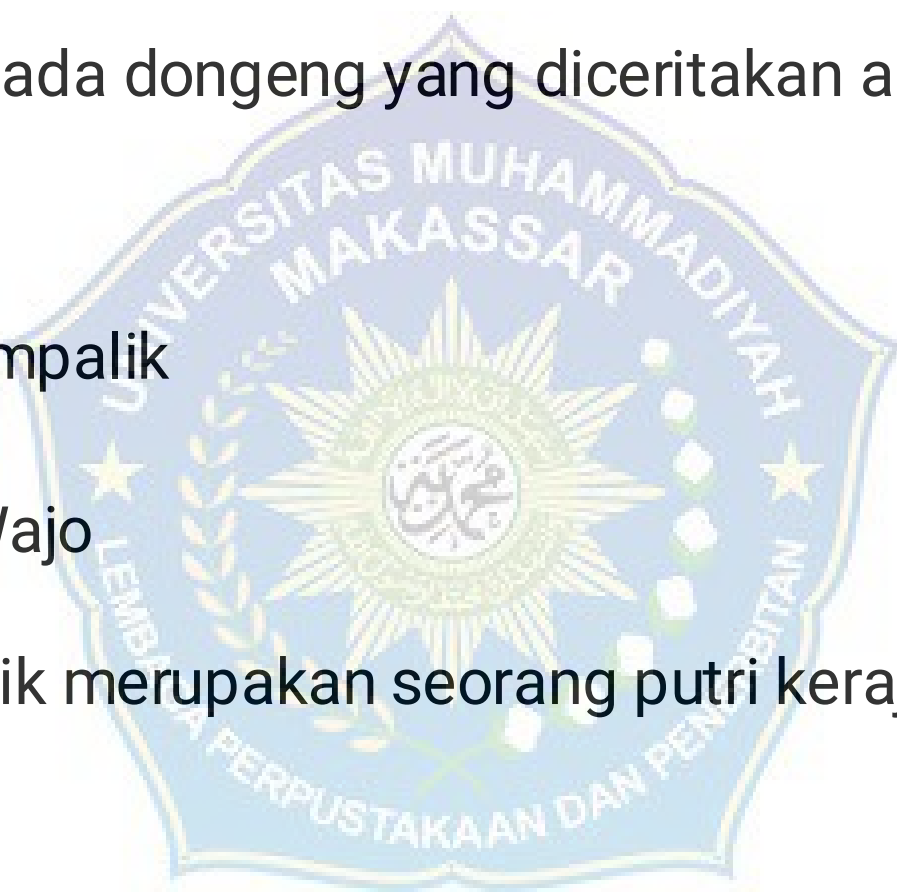 ada dongeng yang diceritakan a
UNIVERSITAS MUHAMMADIYAH
MAKASSAR
mpalik
ajo
LEMBAGA PERPUSTAKAAN DAN PENERBITAN
ik merupakan seorang putri kera